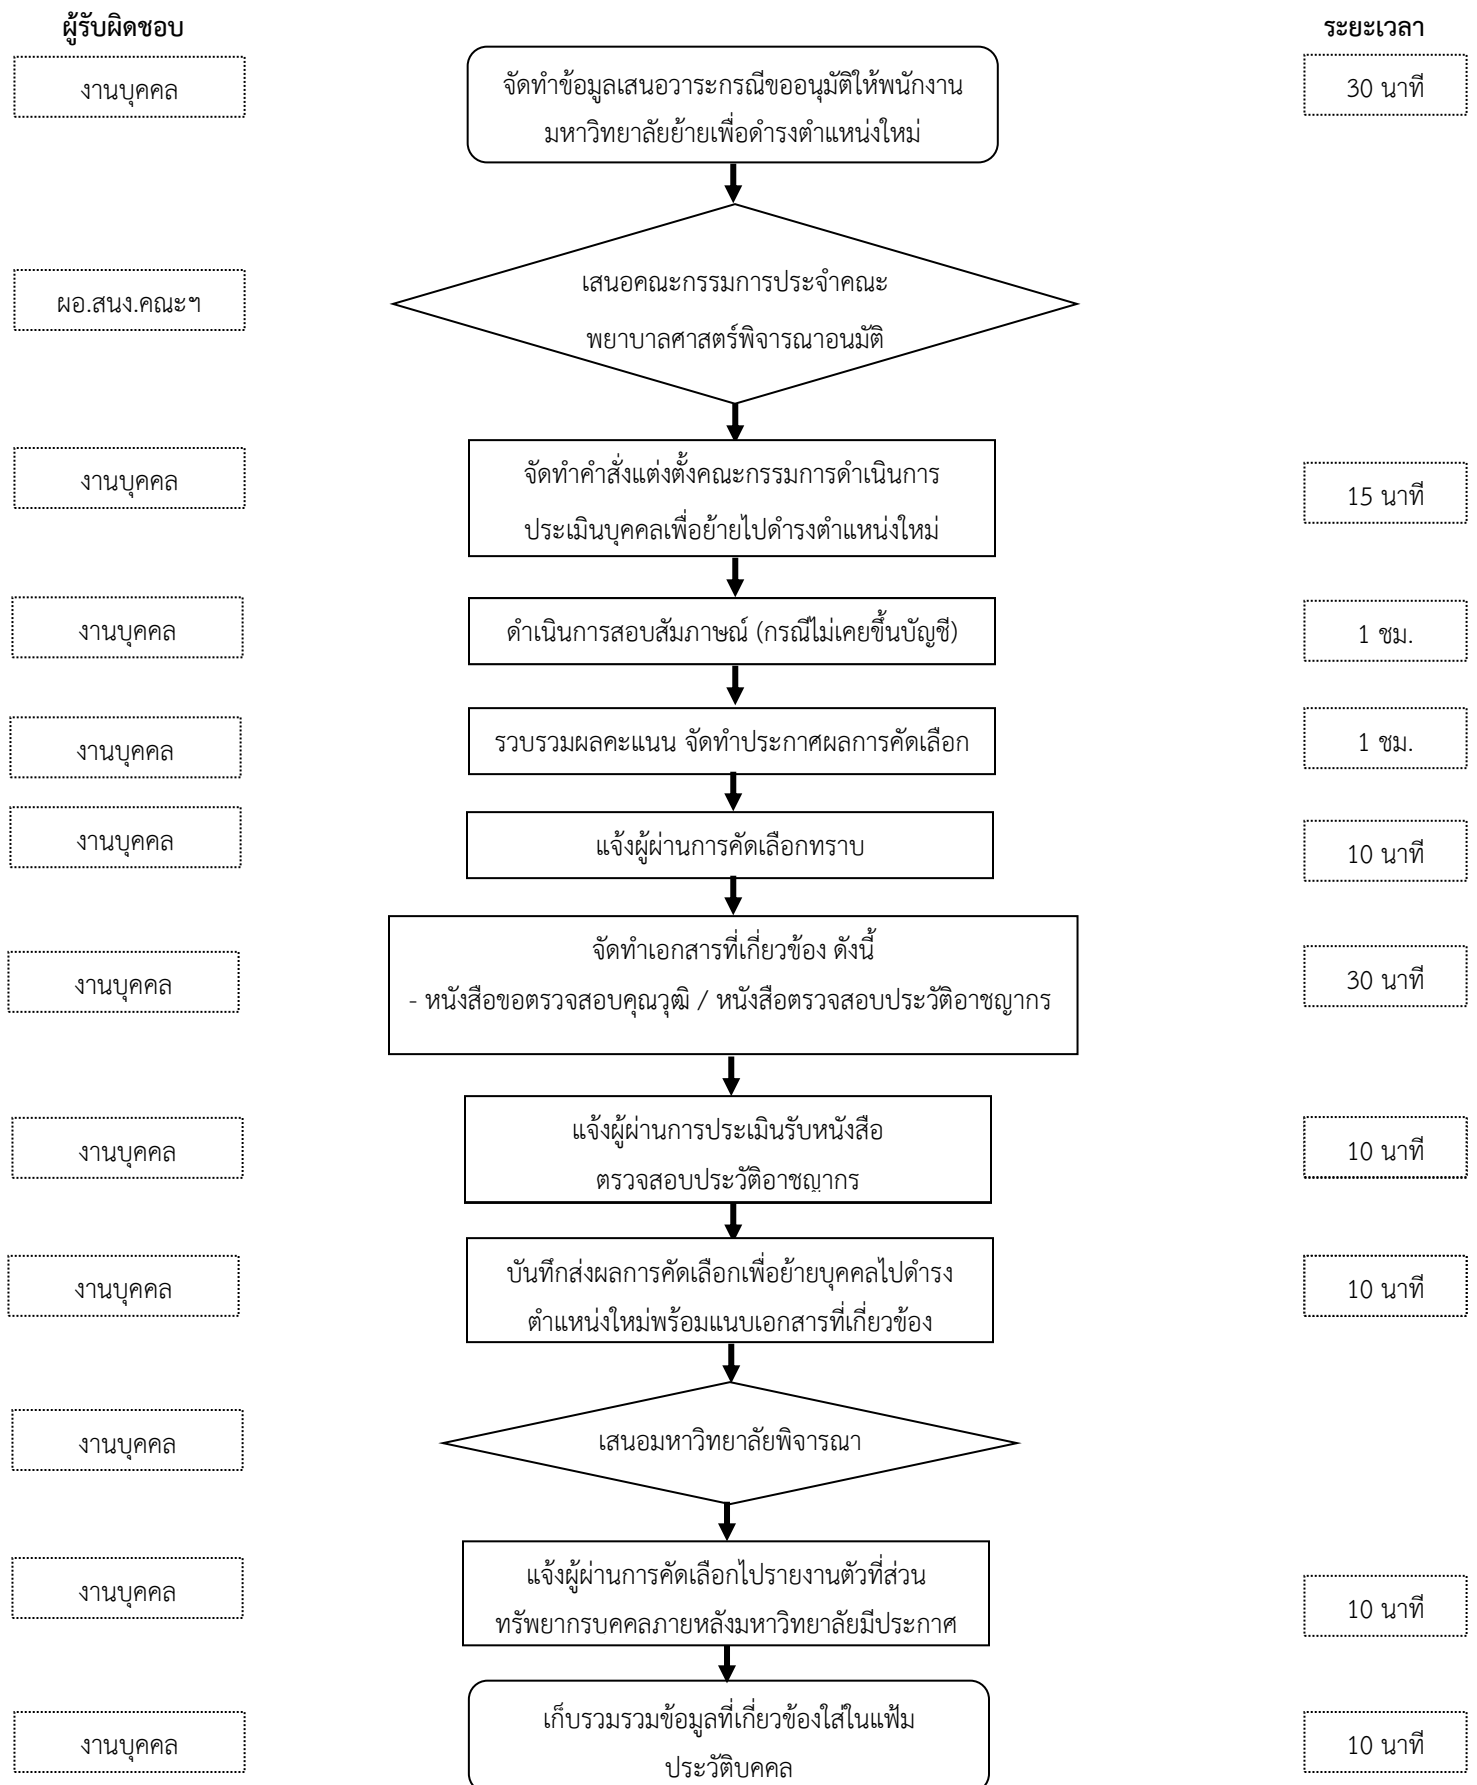 ผู้รับผิดชอบ
ระยะเวลา
งานบุคคล
จัดทำข้อมูลเสนอวาระกรณีขออนุมัติให้พนักงาน
มหาวิทยาลัยย้ายเพื่อดำรงตำแหน่งใหม่
30 นาที
ผอ.สนง.คณะฯ
เสนอคณะกรรมการประจำคณะ
พยาบาลศาสตร์พิจารณาอนมัติ
งานบุคคล
จัดทำคำสั่งแต่งตั้งคณะกรรมการดำเนินการ
ประเมินบุคคลเพื่อย้ายไปดำรงตำแหน่งใหม่
15 นาที
งานบุคคล
ดำเนินการสอบสัมภาษณ์ (กรณีไม่เคยขึ้นบัญชี)
1 ชม.
งานบุคคล
รวบรวมผลคะแนน จัดทำประกาศผลการคัดเลือก
1 ชม.
งานบุคคล
แจ้งผู้ผ่านการคัดเลือกทราบ
10 นาที
งานบุคคล
จัดทำเอกสารที่เกี่ยวข้อง ดังนี้
- หนังสือขอตรวจสอบคุณวุฒิ / หนังสือตรวจสอบประวัติอาชญากร
30 นาที
งานบุคคล
แจ้งผู้ผ่านการประเมินรับหนังสือ
ตรวจสอบประวัติอาชญากร
10 นาที
งานบุคคล
บันทึกส่งผลการคัดเลือกเพื่อย้ายบุคคลไปดำรง
ตำแหน่งใหม่พร้อมแนบเอกสารที่เกี่ยวข้อง
10 นาที
งานบุคคล
เสนอมหาวิทยาลัยพิจารณา
งานบุคคล
แจ้งผู้ผ่านการคัดเลือกไปรายงานตัวที่ส่วน
ทรัพยากรบคคลภายหลังมหาวิทยาลัยมีประกาศ
10 นาที
งานบุคคล
เก็บรวมรวมข้อมูลที่เกี่ยวข้องใส่ในแฟ้ม
ประวัติบคคล
10 นาที